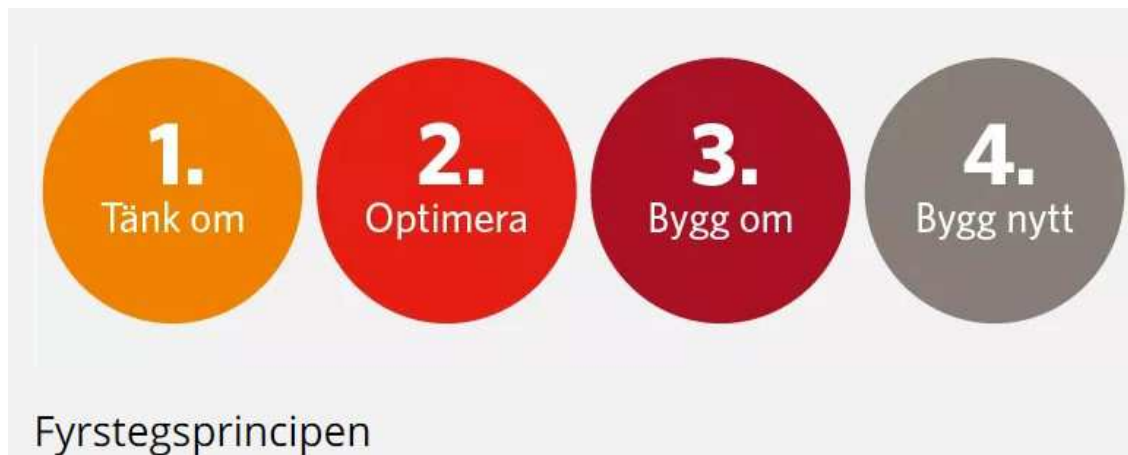 1.
Tänk om
2.
Optimera
3.
Bygg om
4.
Bygg nytt
Fyrstegsprincipen